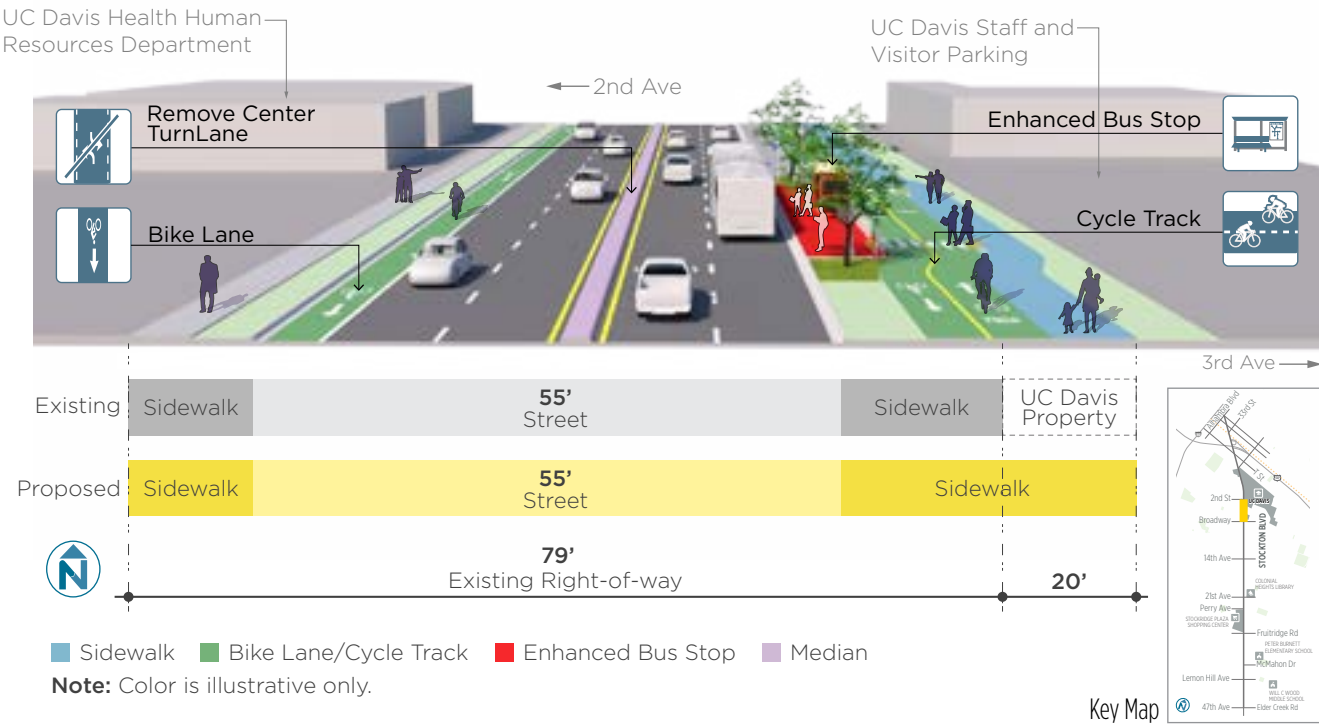 UC Davis Health Human
Resources Department
UC Davis Staff and
Visitor Parking
2nd Ave
Remove Center
TurnLane
Enhanced Bus Stop
Bike Lane
Cycle Track
3rd Ave
Existing
Sidewalk
55’
Street
Sidewalk
UC Davis
Property
Proposed
Sidewalk
55’
Street
Sidewalk
N
79’
Existing Right-of-way
20’
Sidewalk
Bike Lane/Cycle Track
Enhanced Bus Stop
Median
Note: Color is illustrative only.
Key Map
Alhambra Blvd
33rd St
T St
2nd St
UC DAVIS
Broadway
STOCKTON BLVD
14th Ave
COLONIAL
HEIGHTS LIBRARY
21st Ave
Perry Ave
STOCKRIDGE PLAZA
SHOPPING CENTER
Fruitridge Rd
PETER BURNETT
ELEMENTARY SCHOOL
McMahon Dr
Lemon Hill Ave
WILL C WOOD
MIDDLE SCHOOL
47th Ave
Elder Creek Rd